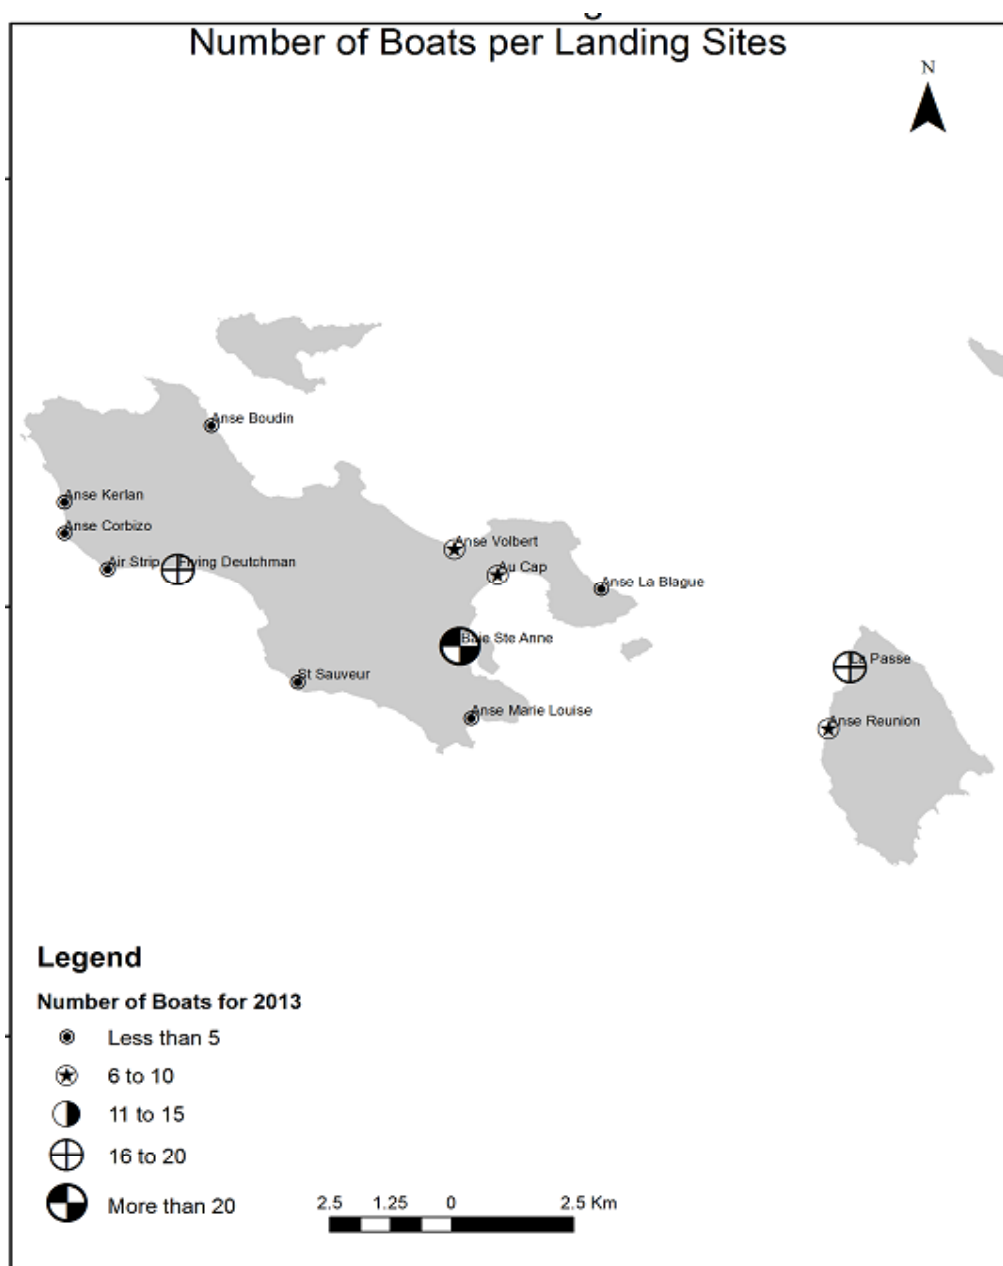 Number of Boats per Landing Sites
N
Anse Boudin
Anse Kerlan
Anse Corbizo
Air Strip
Flying Deutchman
Anse Volbert
Au Cap
Anse La Blague
Baie Ste Anne
La Passe
St Sauveur
Anse Marie Louise
Anse Reunion
Legend
Number of Boats for 2013
Less than 5
6 to 10
11 to 15
16 to 20
More than 20
2.5 1.25 0 2.5 Km